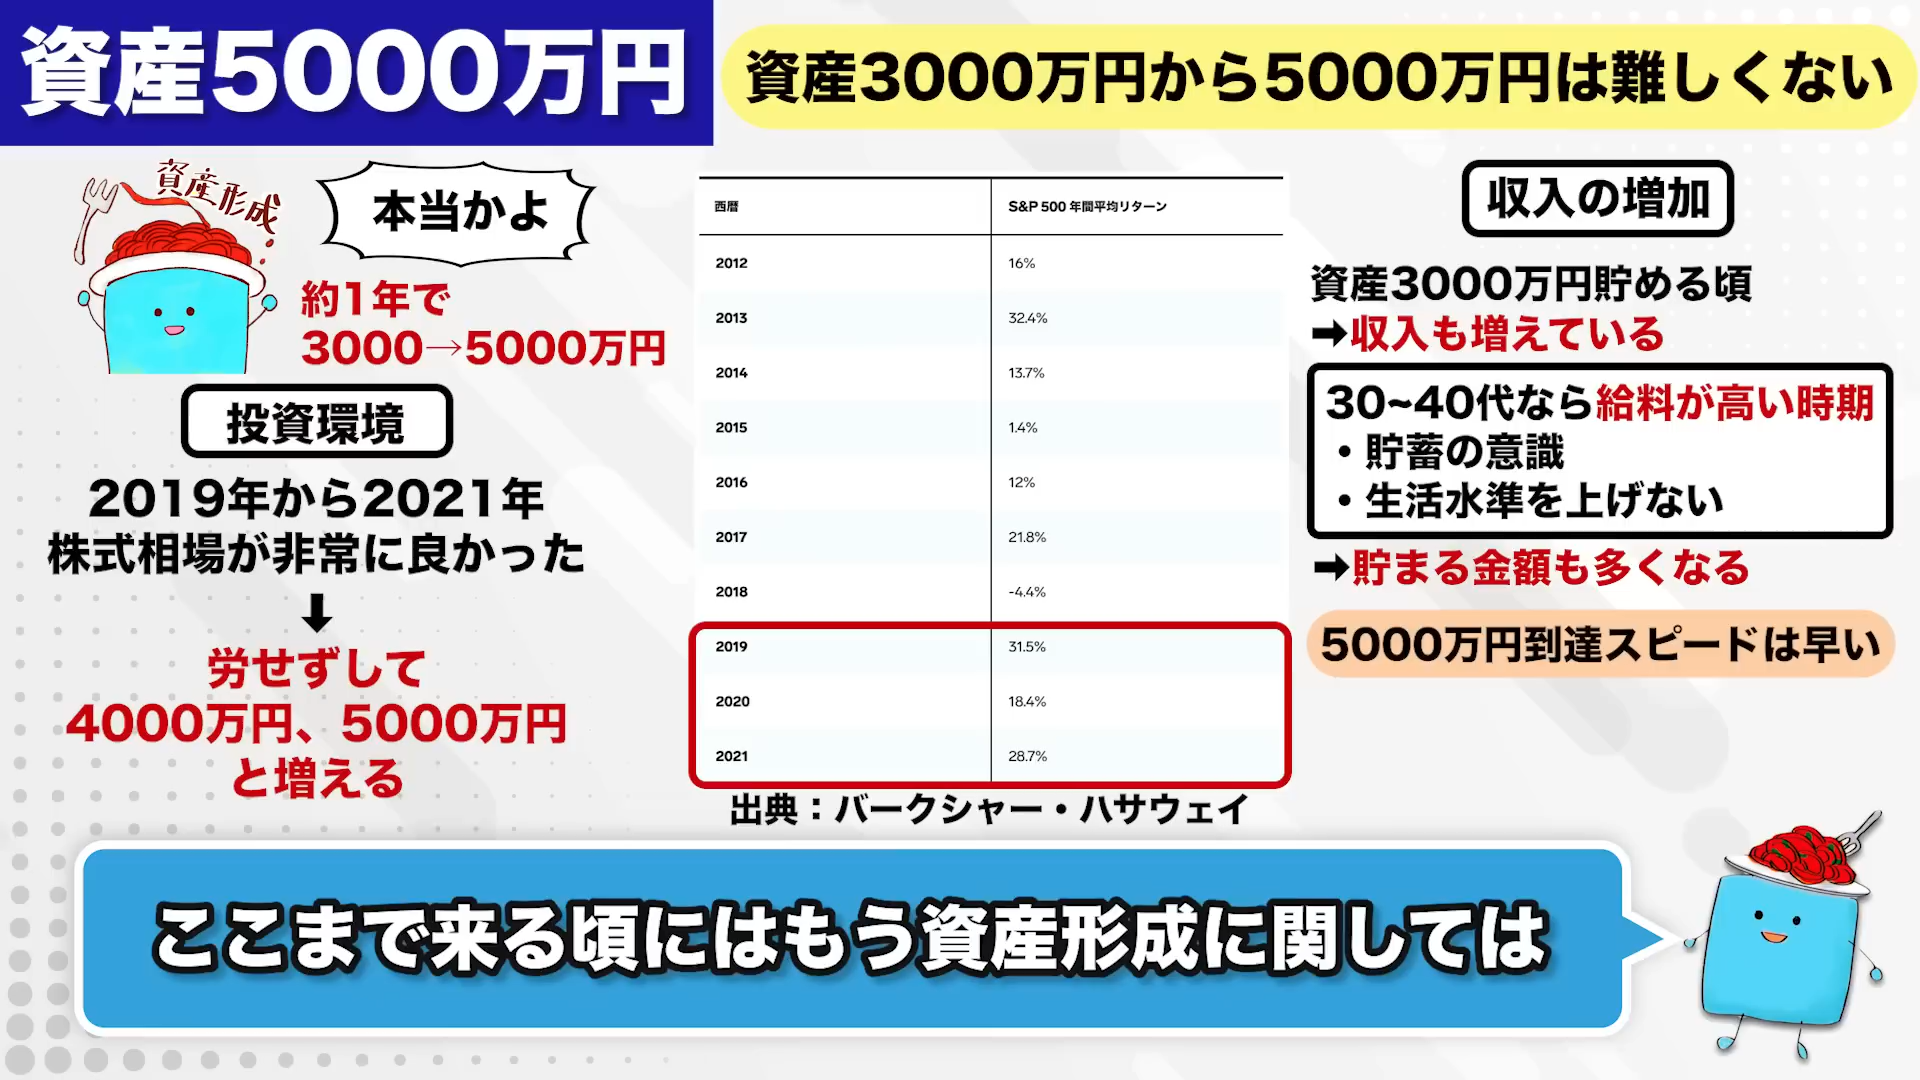 資産5000万円
資産3000万円から5000万円は難しくない
資産形成
本当かよ
約1年で
3000→5000万円
投資環境
2019年から2021年
株式相場が非常に良かった
⬇
労せずして
4000万円、5000万円
と増える
西暦 S&P 500 年間平均リターン
2012 16%
2013 32.4%
2014 13.7%
2015 1.4%
2016 12%
2017 21.8%
2018 -4.4%
2019 31.5%
2020 18.4%
2021 28.7%
出典：バークシャー・ハサウェイ
収入の増加
資産3000万円貯める頃
➡収入も増えている
30~40代なら給料が高い時期
・貯蓄の意識
・生活水準を上げない
➡貯まる金額も多くなる
5000万円到達スピードは早い
ここまで来る頃にはもう資産形成に関しては